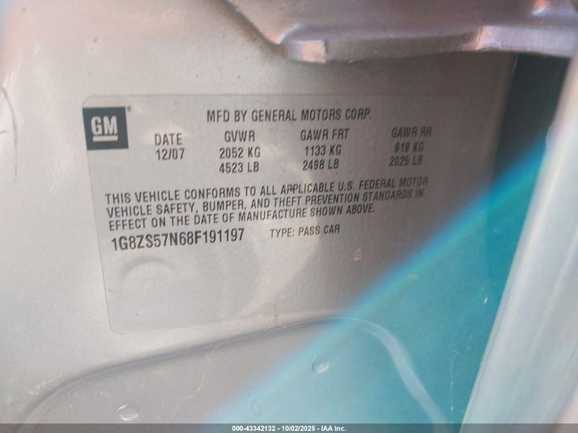 GM
MFD BY GENERAL MOTORS CORP.
DATE GVWR GAWR FRT GAWR RR
12/07 2052 KG 1133 KG 919 KG
4523 LB 2498 LB 2025 LB
THIS VEHICLE CONFORMS TO ALL APPLICABLE U.S. FEDERAL MOTOR
VEHICLE SAFETY, BUMPER, AND THEFT PREVENTION STANDARDS IN
EFFECT ON THE DATE OF MANUFACTURE SHOWN ABOVE.
1G8ZS57N68F191197 TYPE: PASS CAR
000-43342132 - 10/02/2025 - IAA Inc.